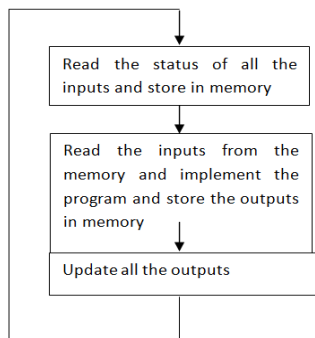 Read the status of all the
inputs and store in memory
Read the inputs from the
memory and implement the
program and store the outputs
in memory
Update all the outputs